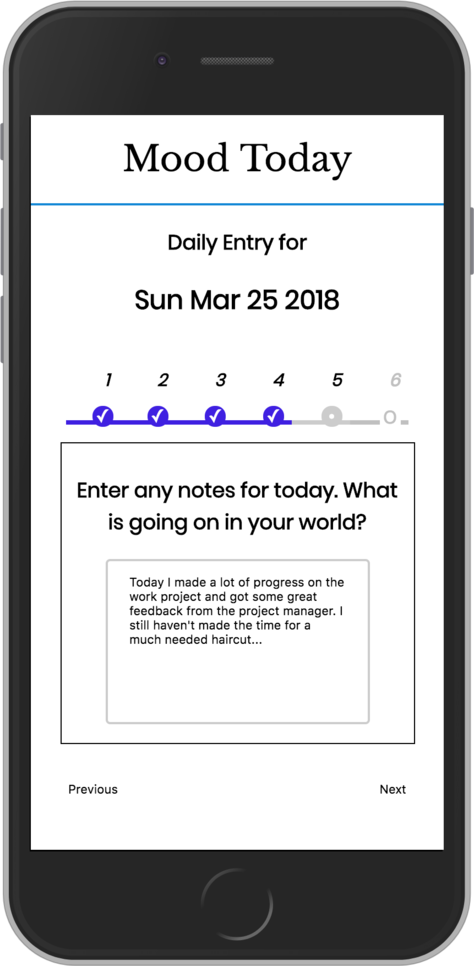 Mood Today
Daily Entry for
Sun Mar 25 2018
1 2 3 4 5 6
Enter any notes for today. What
is going on in your world?
Today I made a lot of progress on the
work project and got some great
feedback from the project manager. I
still haven't made the time for a
much needed haircut...
Previous Next